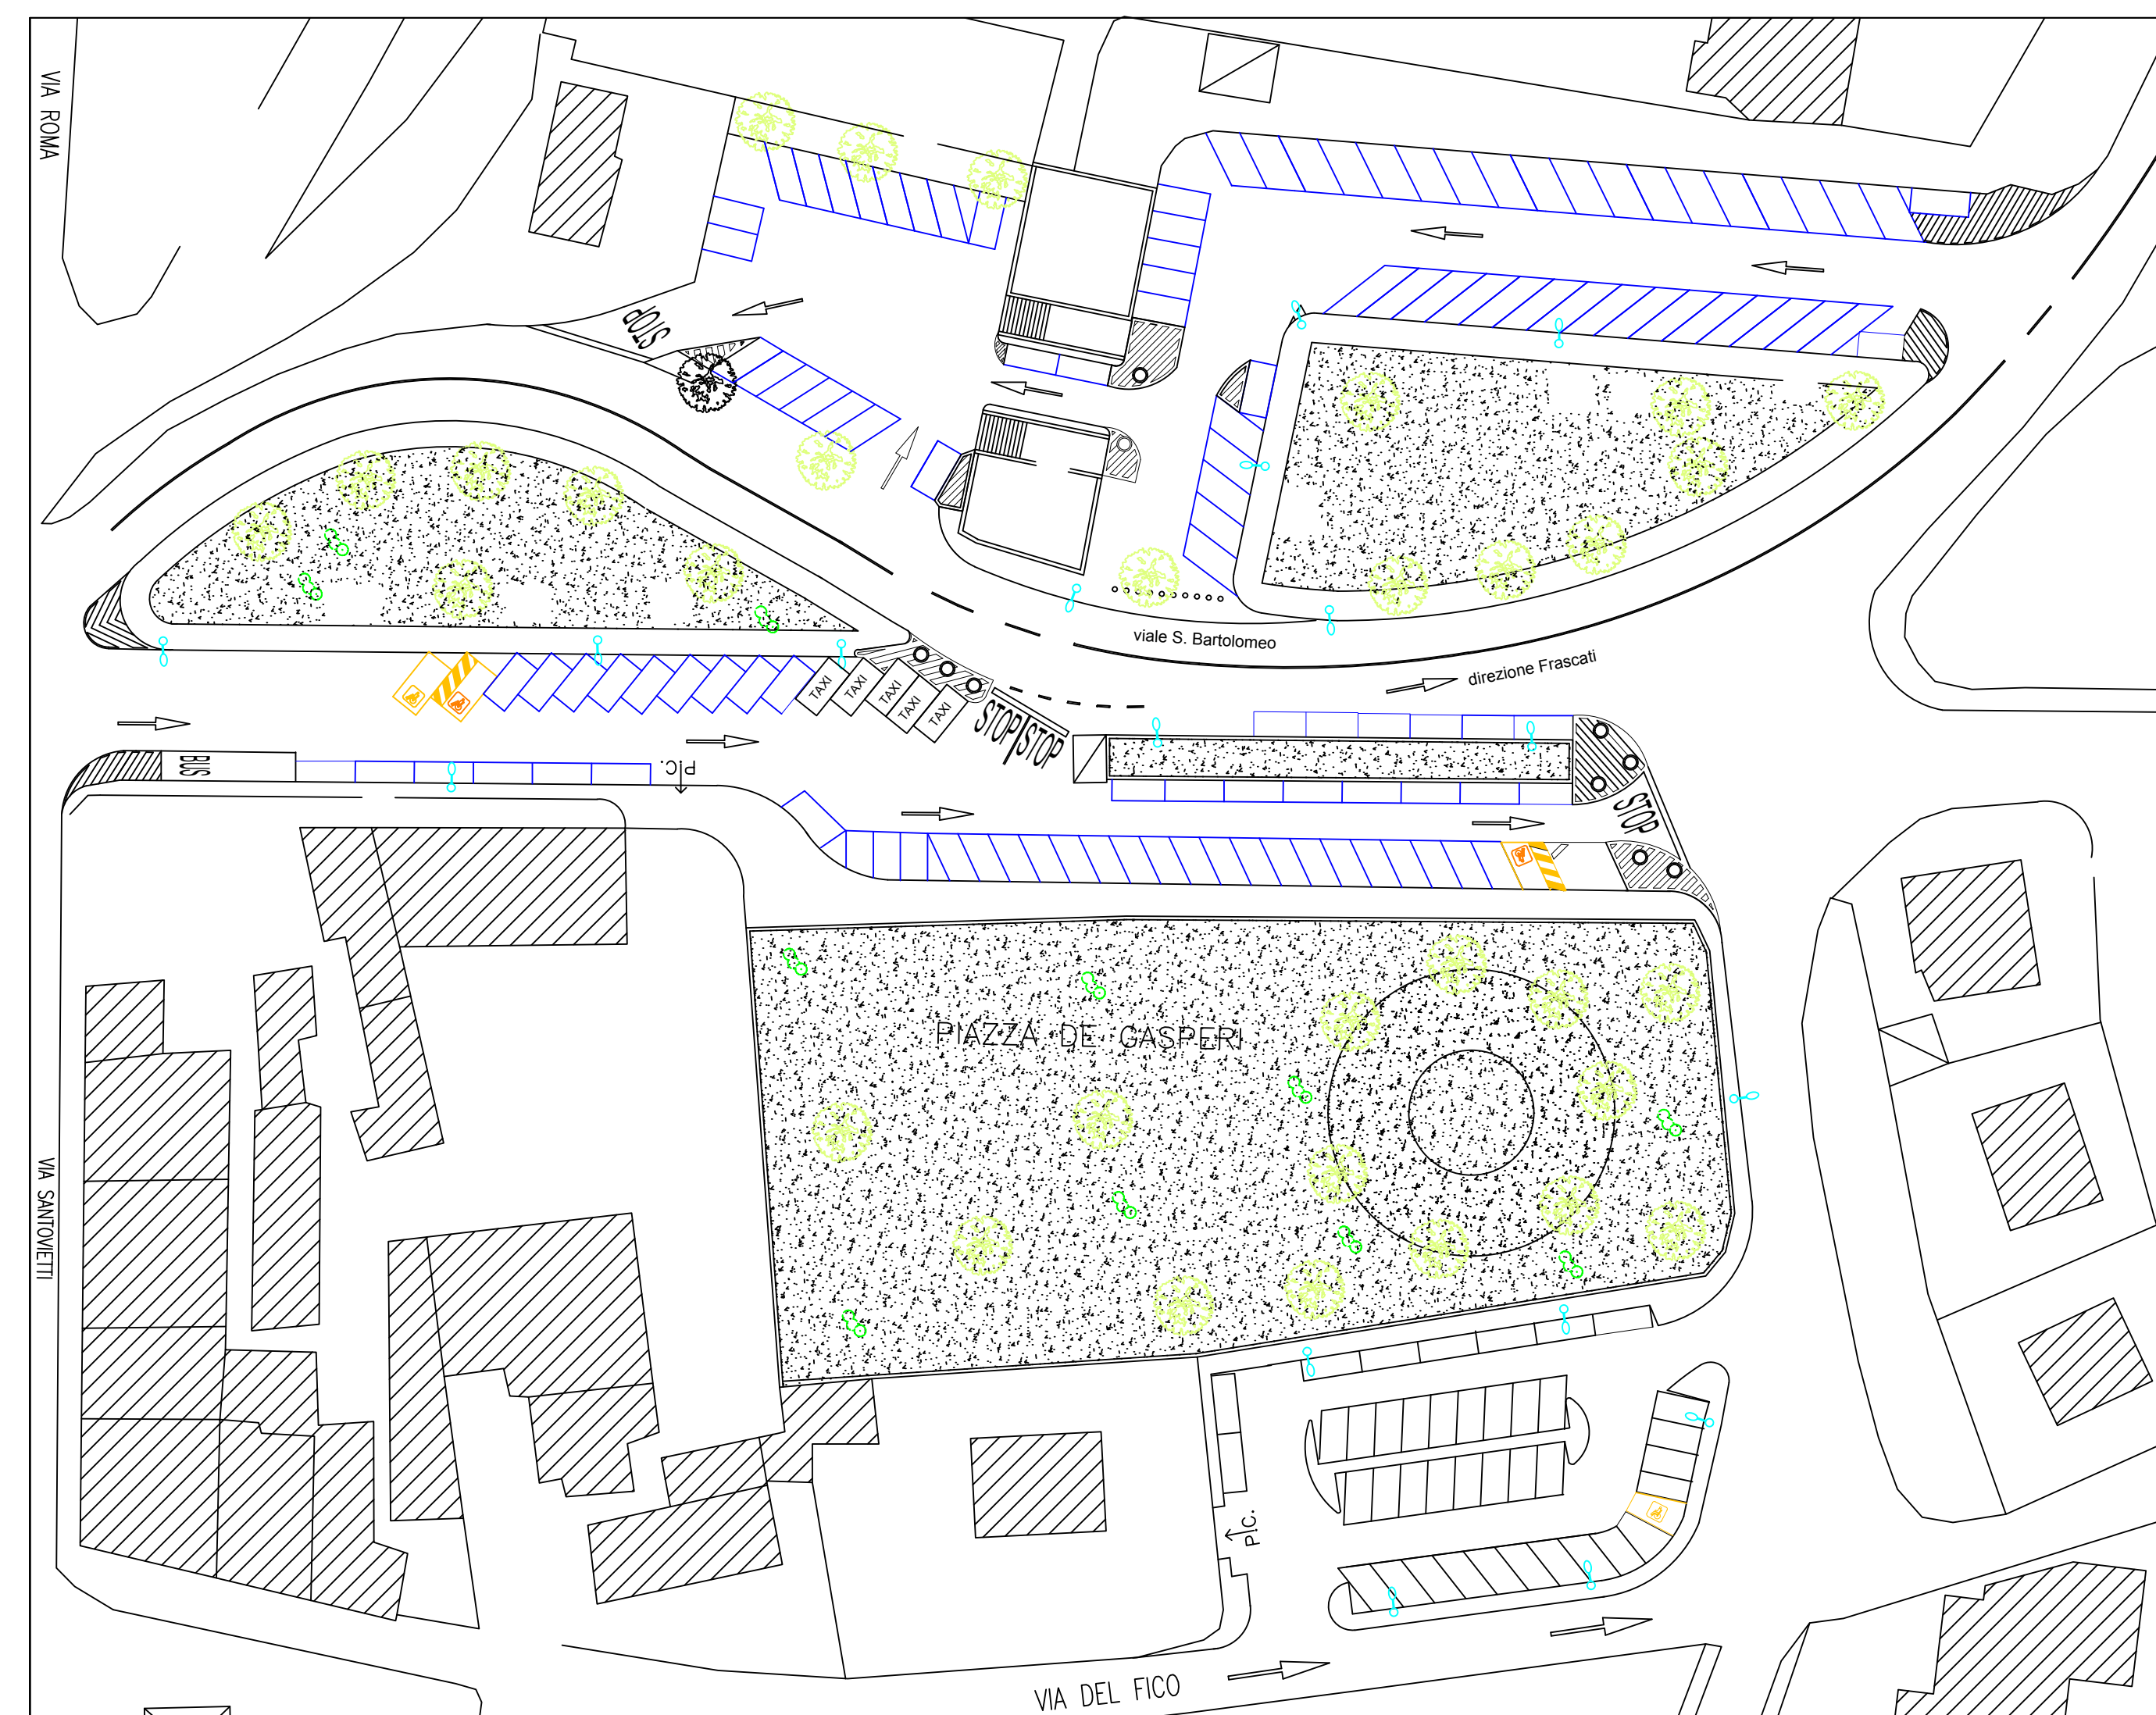 VIA ROMA
STOP
viale S. Bartolomeo
direzione Frascati
TAXI
TAXI
TAXI
TAXI
TAXI
STOP
STOP
BUS
P.C.
STOP
PIAZZA DE GASPERI
VIA SANTOVETTI
P.C.
VIA DEL FICO